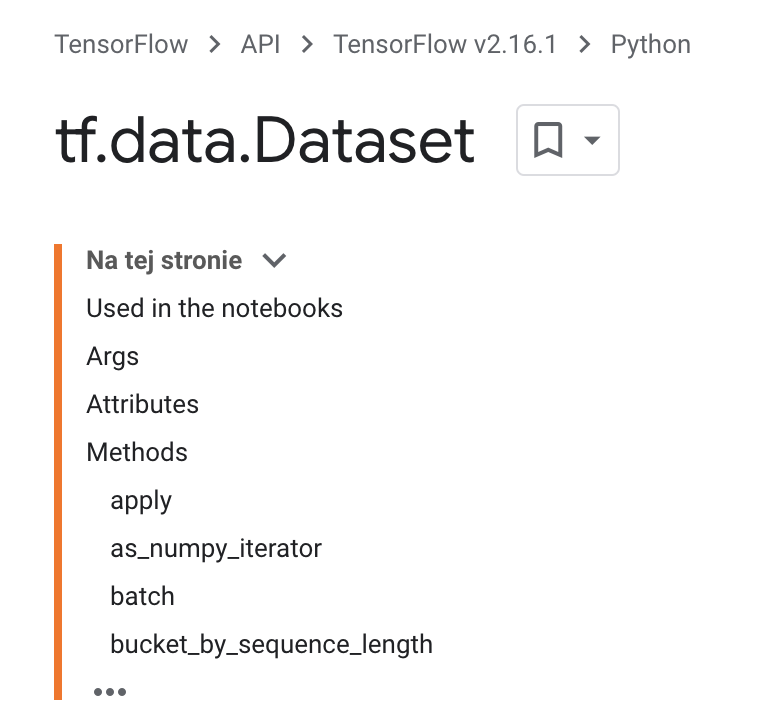 TensorFlow > API > TensorFlow v2.16.1 > Python
tf.data.Dataset
Na tej stronie
Used in the notebooks
Args
Attributes
Methods
apply
as_numpy_iterator
batch
bucket_by_sequence_length
•••